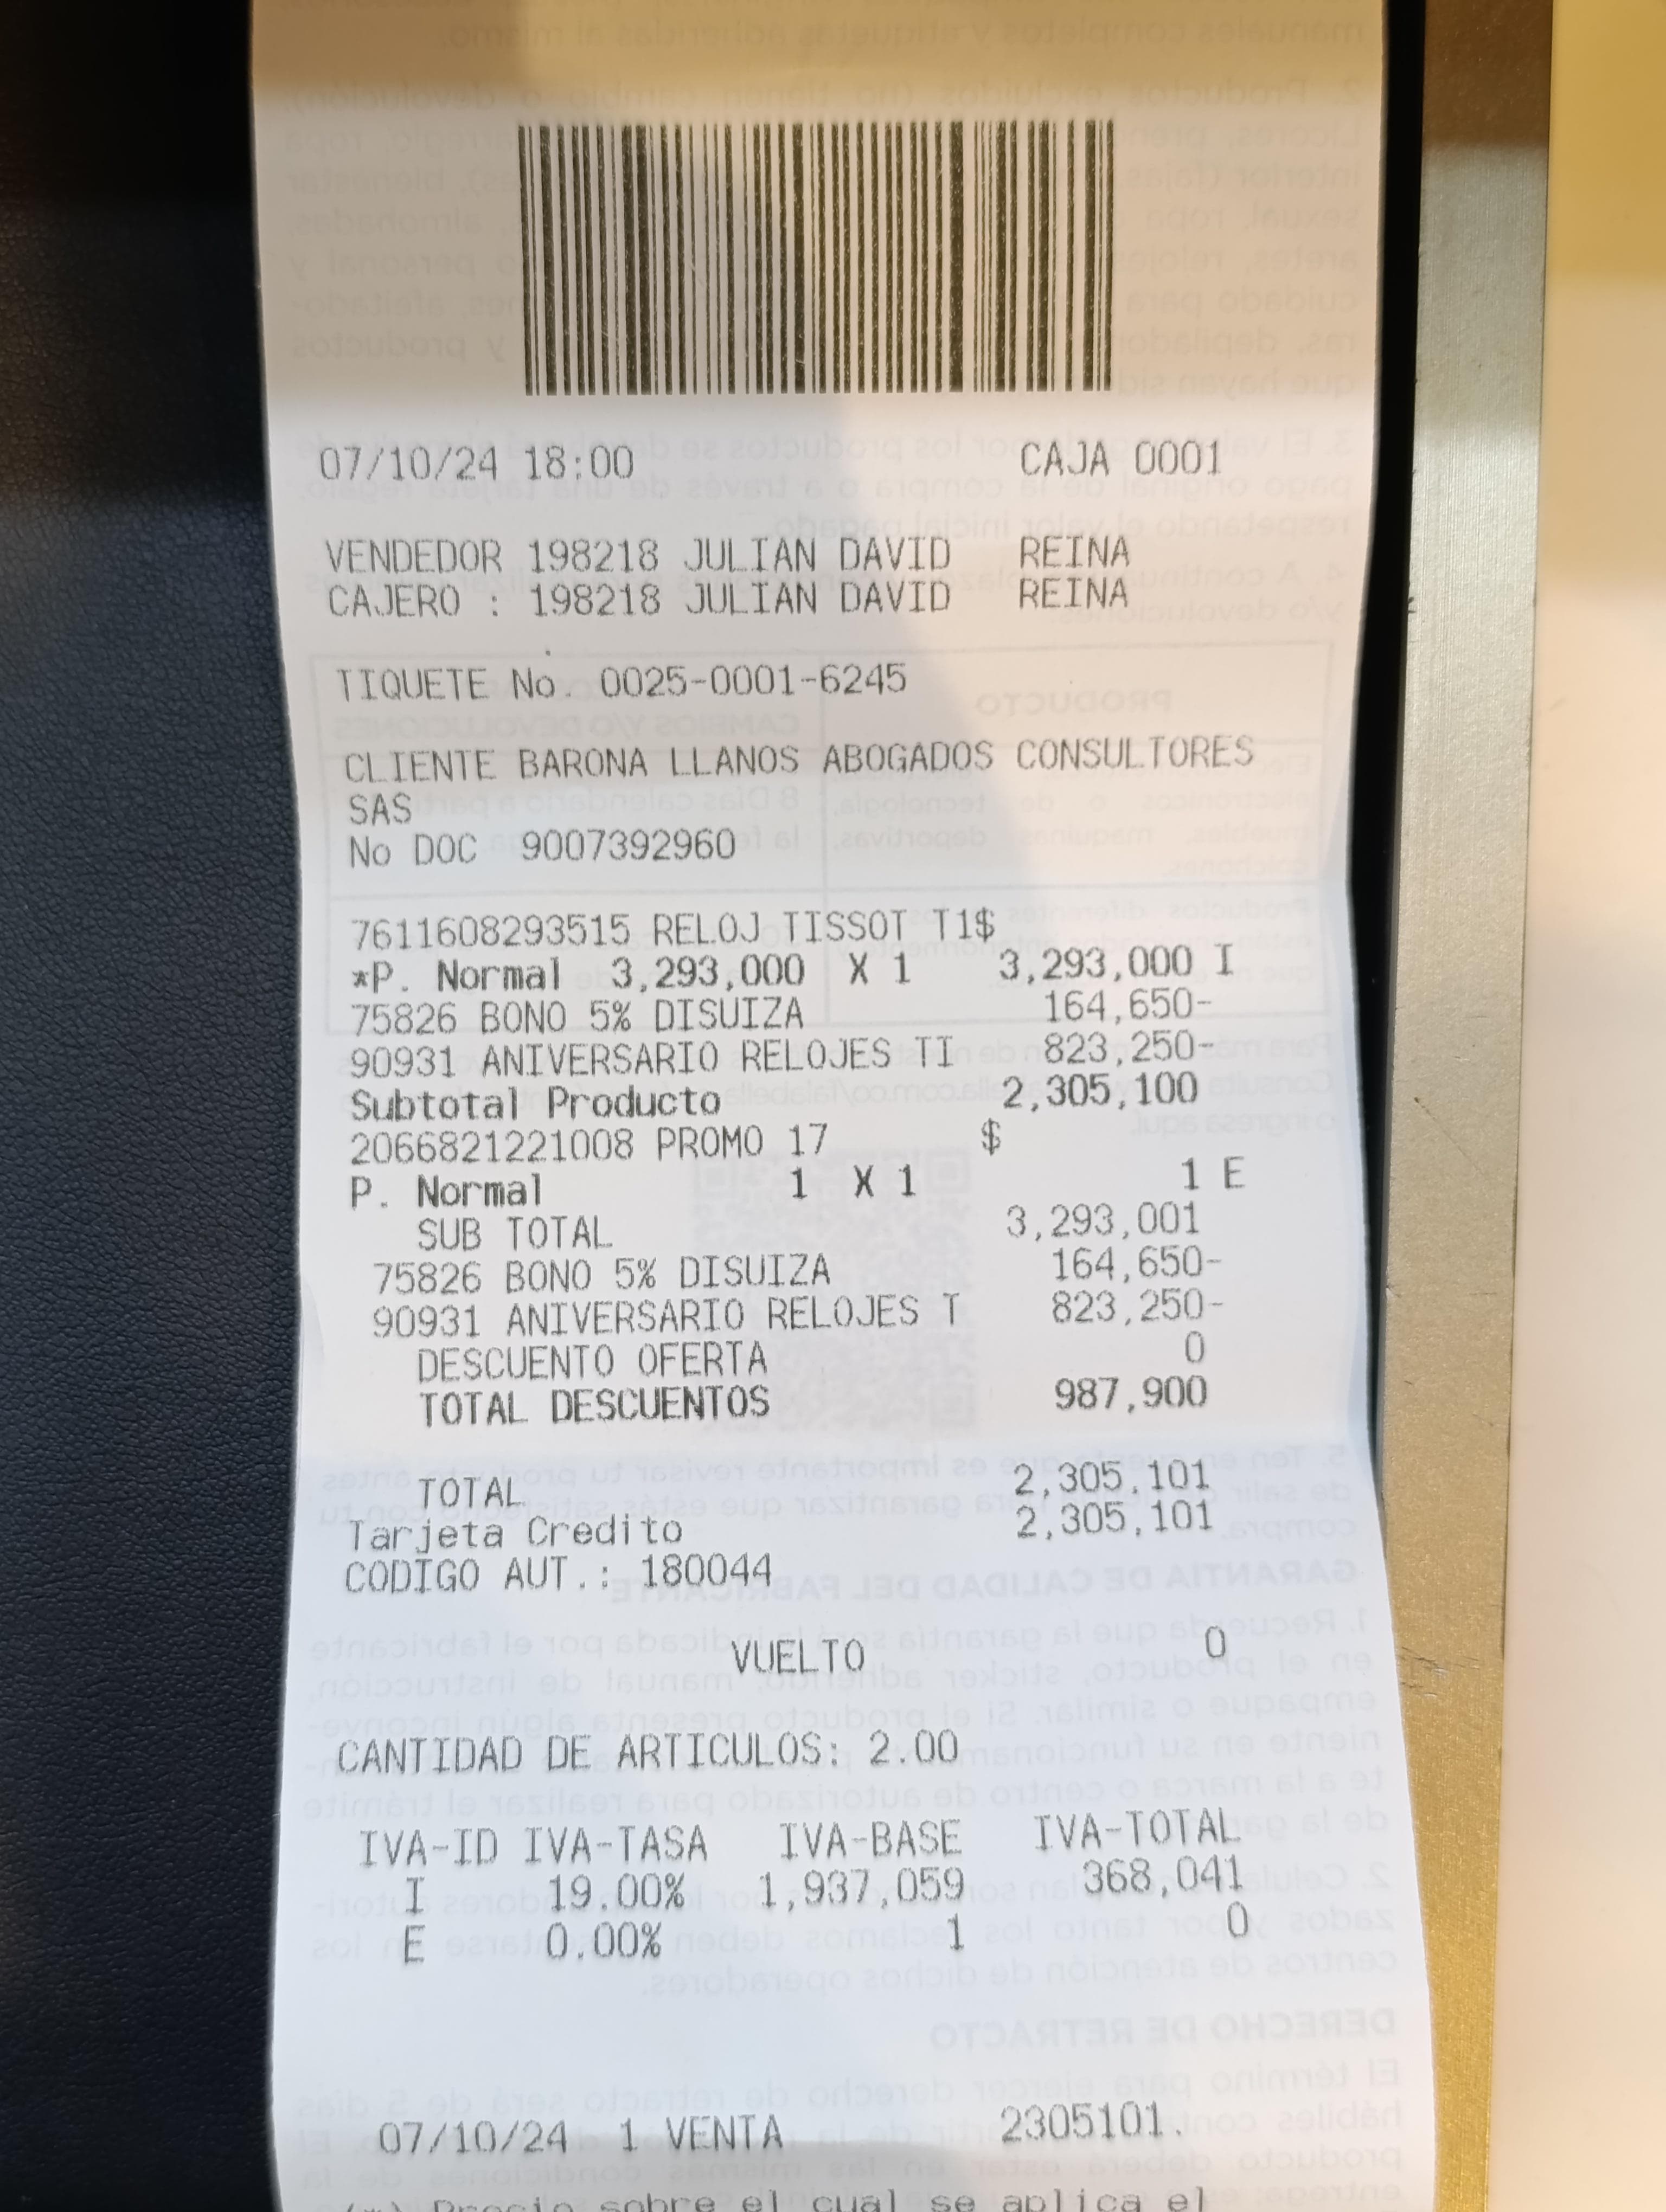 07/10/24 18:00 CAJA 0001
VENDEDOR 198218 JULIAN DAVID REINA
CAJERO : 198218 JULIAN DAVID REINA
TIQUETE No. 0025-0001-6245
CLIENTE BARONA LLANOS ABOGADOS CONSULTORES
SAS
No DOC 9007392960
7611608293515 RELOJ TISSOT T1$
*P. Normal 3,293,000 X 1 3,293,000 I
75826 BONO 5% DISUIZA 164,650-
90931 ANIVERSARIO RELOJES TI 823,250-
Subtotal Producto 2,305,100
2066821221008 PROMO 17 $
P. Normal 1 X 1 1 E
SUB TOTAL 3,293,001
75826 BONO 5% DISUIZA 164,650-
90931 ANIVERSARIO RELOJES T 823,250-
DESCUENTO OFERTA 0
TOTAL DESCUENTOS 987,900
TOTAL 2,305,101
Tarjeta Credito 2,305,101
CODIGO AUT.: 180044
VUELTO 0
CANTIDAD DE ARTICULOS: 2.00
IVA-ID IVA-TASA IVA-BASE IVA-TOTAL
I 19.00% 1,937,059 368,041
E 0.00% 1 0
07/10/24 1 VENTA 2305101.
(*) Precio sobre el cual se aplica el